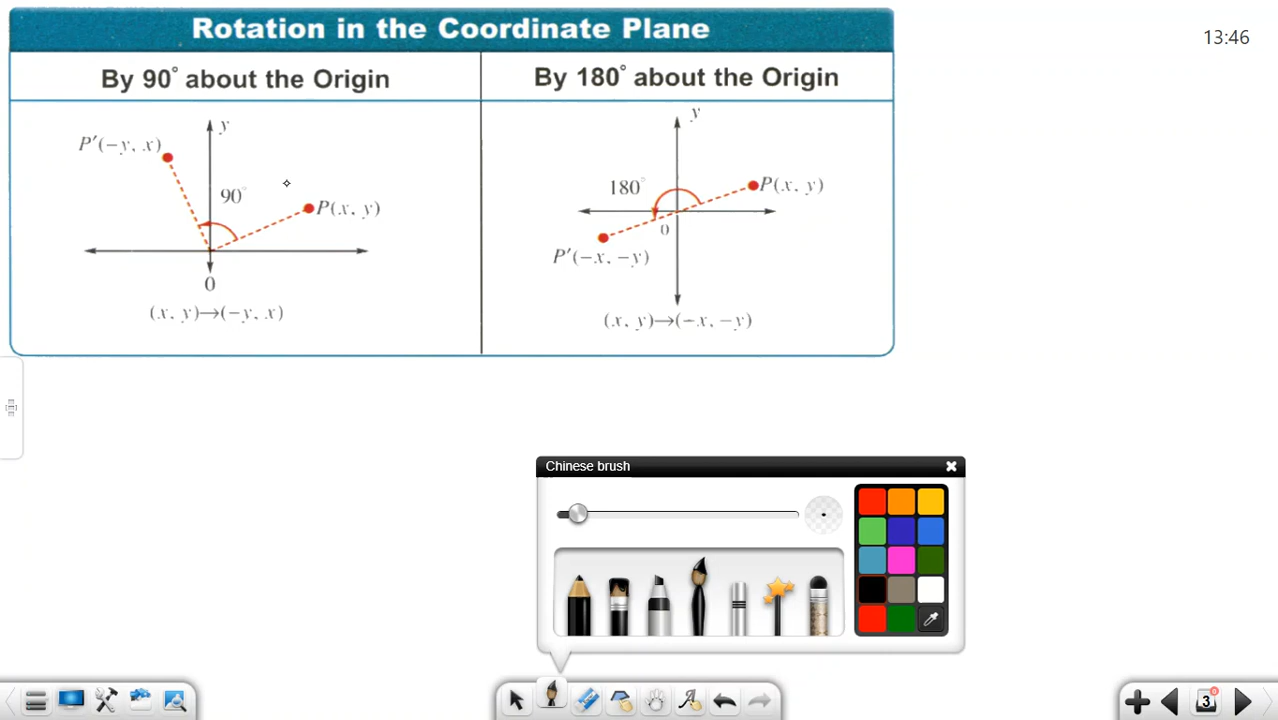 Rotation in the Coordinate Plane
13:46
By 90° about the Origin
By 180° about the Origin
y
P′(−y, x)
90°
P(x, y)
0
(x, y)→(−y, x)
y
180°
P(x, y)
0
P′(−x, −y)
(x, y)→(−x, −y)
Chinese brush
3